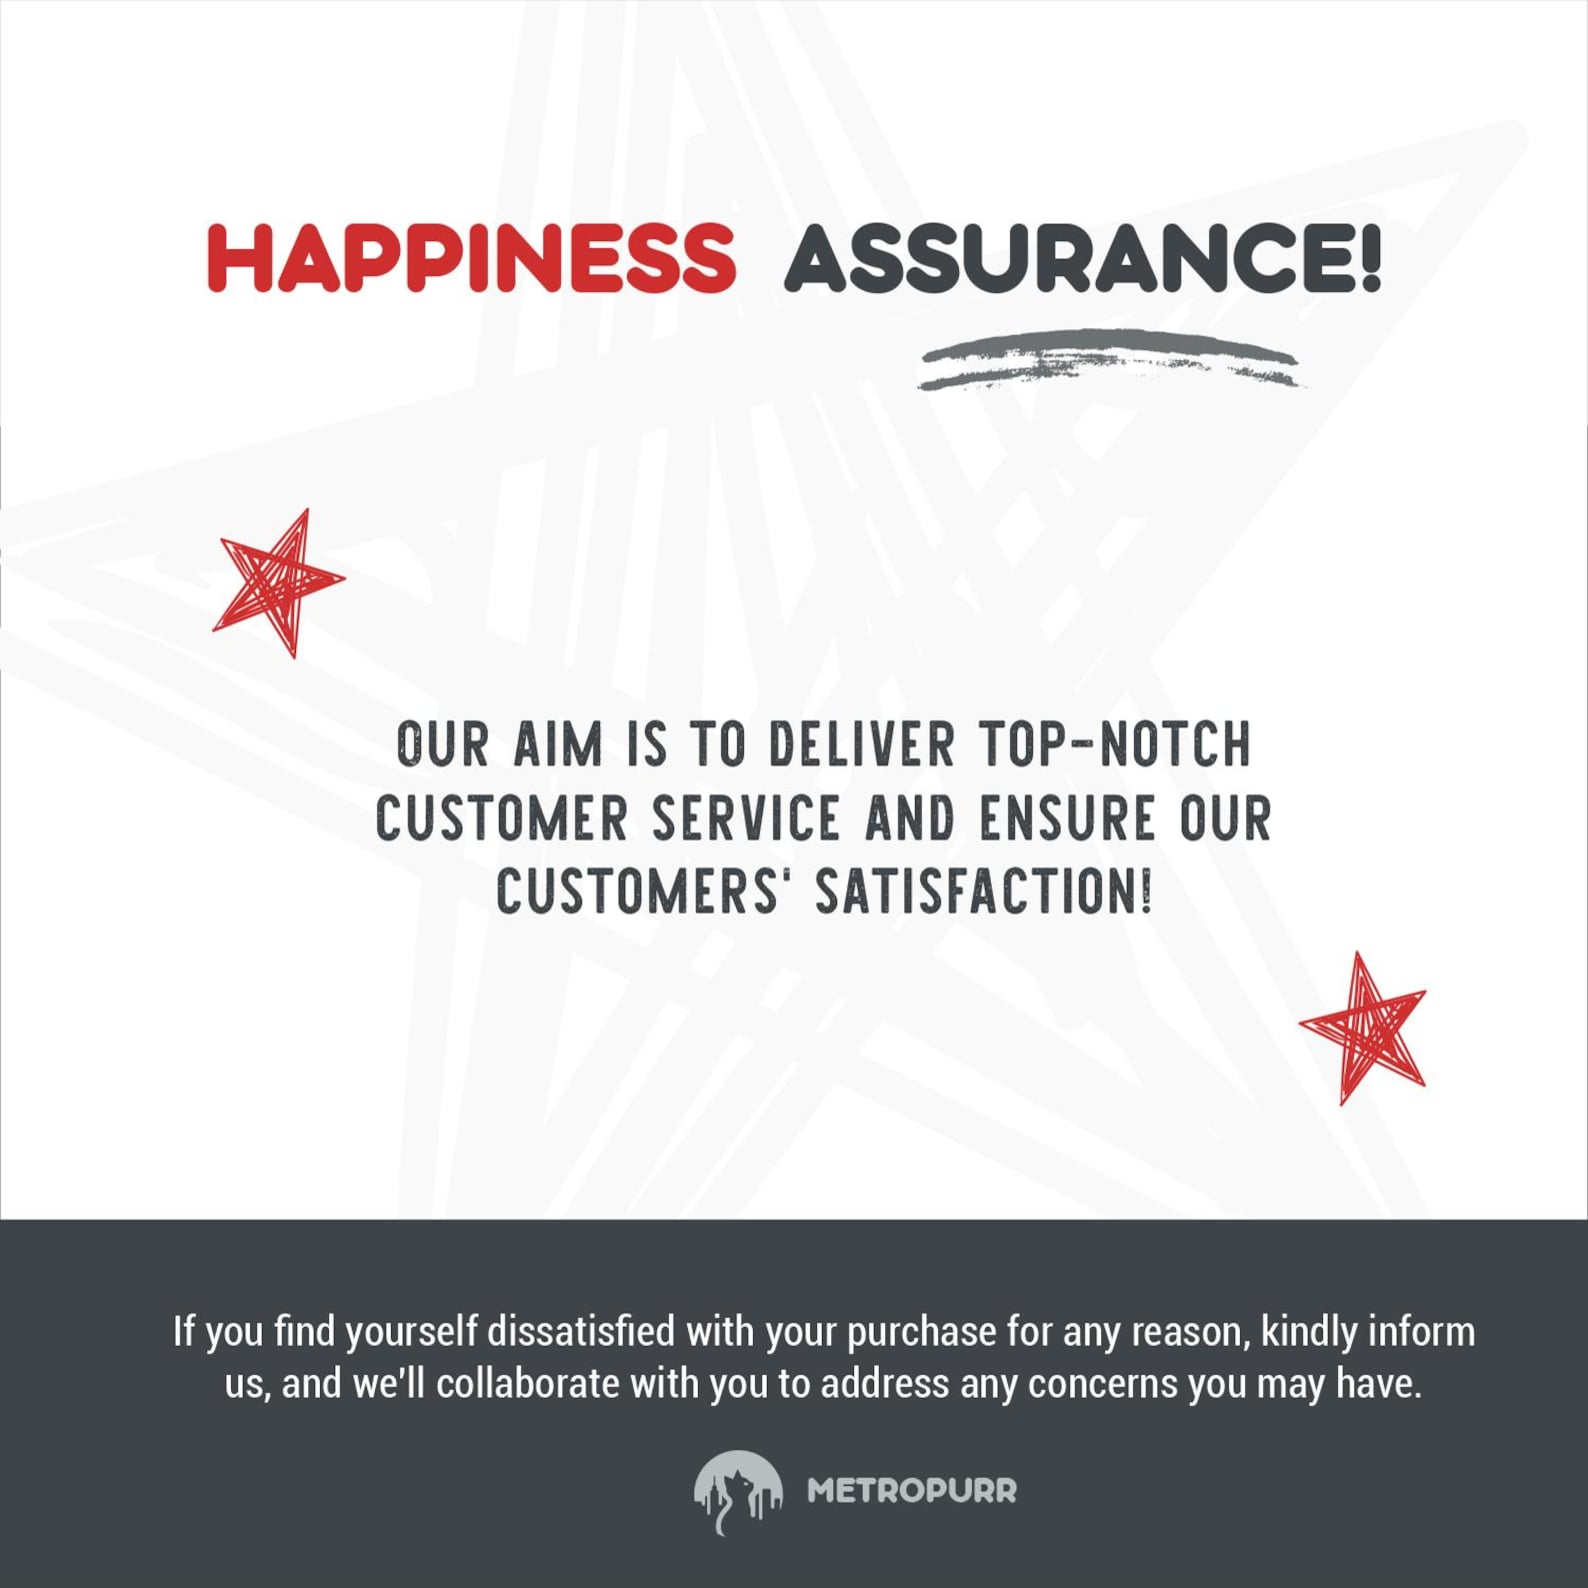 HAPPINESS ASSURANCE!
OUR AIM IS TO DELIVER TOP-NOTCH
CUSTOMER SERVICE AND ENSURE OUR
CUSTOMERS' SATISFACTION!
If you find yourself dissatisfied with your purchase for any reason, kindly inform
us, and we'll collaborate with you to address any concerns you may have.
METROPURR